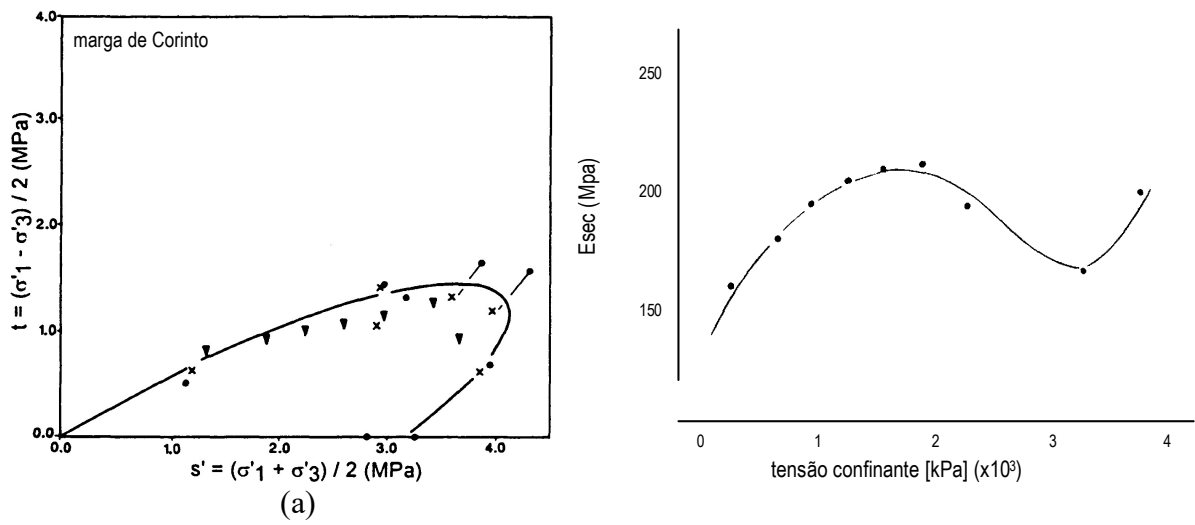 4.0
marga de Corinto
3.0
2.0
1.0
0.0
t = (σ'1 - σ'3) / 2 (MPa)
0.0 1.0 2.0 3.0 4.0
s' = (σ'1 + σ'3) / 2 (MPa)
(a)
250
200
150
Esec (Mpa)
0 1 2 3 4
tensão confinante [kPa] (x10³)